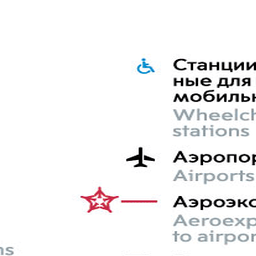 Станции
ные для
мобильн
Wheelch
stations
Аэропор
Airports
Аэроэкс
Aeroexp
to airpor
ns